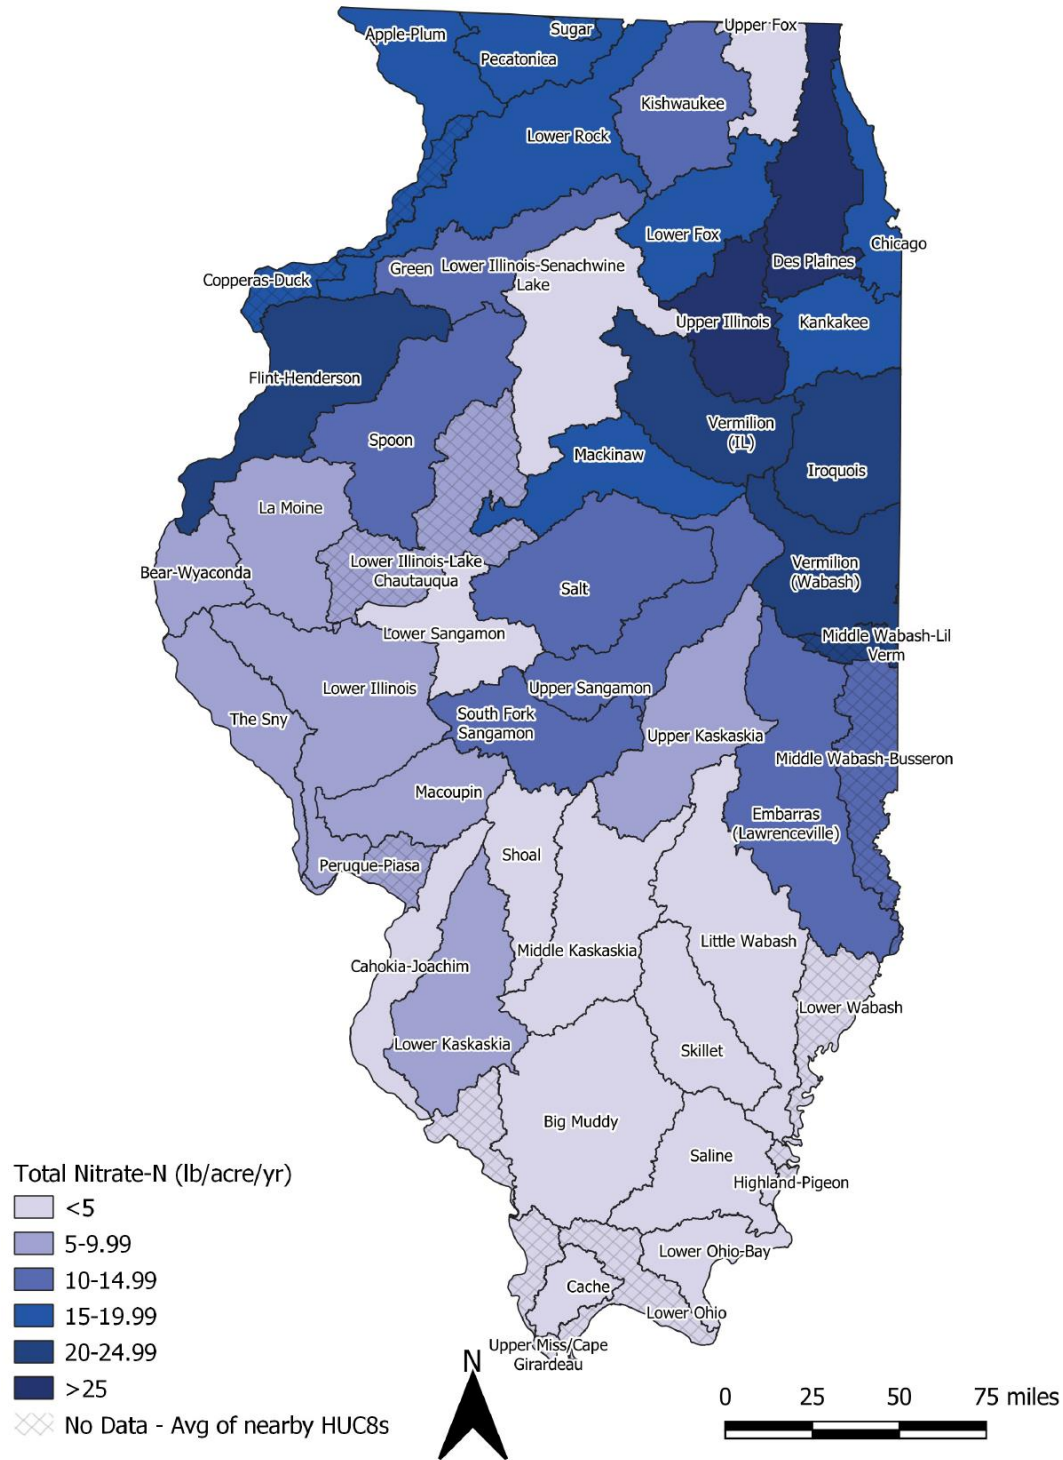 Upper Fox
Sugar
Apple-Plum
Pecatonica
Kishwaukee
Lower Rock
Lower Fox
Chicago
Des Plaines
Green
Lower Illinois-Senachwine
Lake
Copperas-Duck
Upper Illinois
Kankakee
Flint-Henderson
Vermilion
(IL)
Spoon
Mackinaw
Iroquois
La Moine
Lower Illinois-Lake
Chautauqua
Vermilion
(Wabash)
Bear-Wyaconda
Salt
Lower Sangamon
Middle Wabash-Lil
Verm
Lower Illinois
Upper Sangamon
The Sny
South Fork
Sangamon
Upper Kaskaskia
Middle Wabash-Busseron
Macoupin
Embarras
(Lawrenceville)
Shoal
Peruque-Piasa
Little Wabash
Middle Kaskaskia
Cahokia-Joachim
Lower Wabash
Lower Kaskaskia
Skillet
Big Muddy
Saline
Highland-Pigeon
Lower Ohio-Bay
Cache
Lower Ohio
Upper Miss/Cape
Girardeau
Total Nitrate-N (lb/acre/yr)
<5
5-9.99
10-14.99
15-19.99
20-24.99
>25
No Data - Avg of nearby HUC8s
N
0 25 50 75 miles